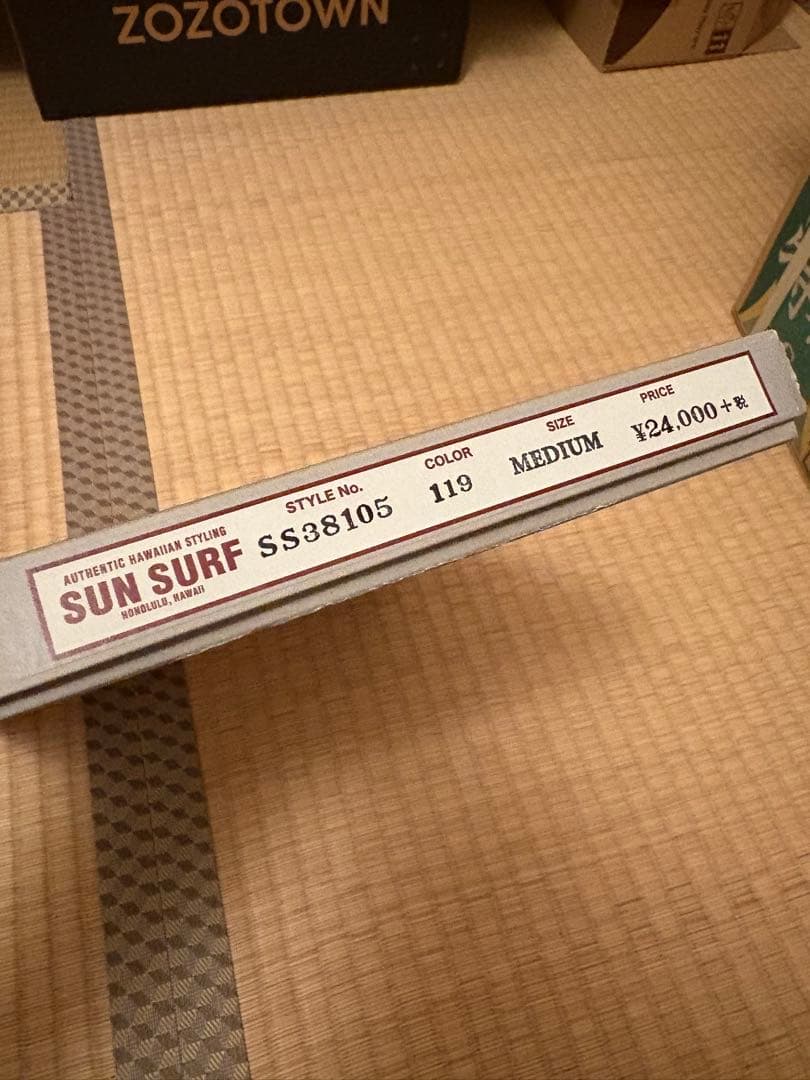 ZOZOTOWN
AUTHENTIC HAWAIIAN STYLING
SUN SURF
HONOLULU, HAWAII
STYLE No.
SS38105
COLOR
119
SIZE
MEDIUM
PRICE
¥24,000+税